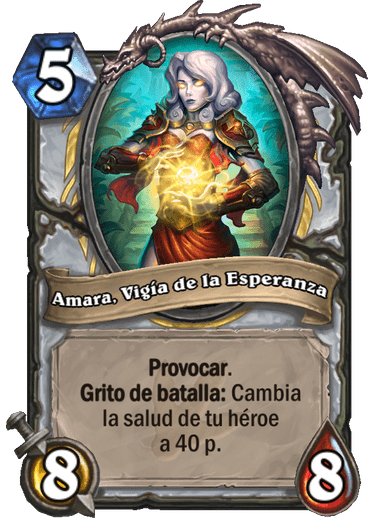 5
Amara, Vigía de la Esperanza
Provocar.
Grito de batalla: Cambia
la salud de tu héroe
a 40 p.
8
8